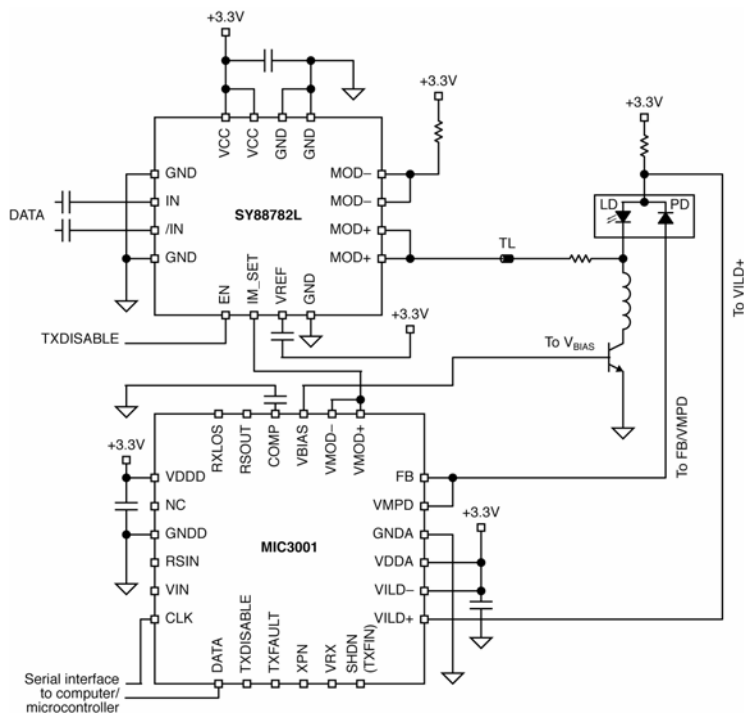 +3.3V
+3.3V
+3.3V
VCC
VCC
GND
GND
GND
IN
/IN
GND
DATA
SY88782L
MOD–
MOD–
MOD+
MOD+
EN
IM_SET
VREF
GND
TXDISABLE
+3.3V
TL
LD
PD
To VILD+
To VBIAS
To FB/VMPD
+3.3V
RXLOS
RSOUT
COMP
VBIAS
VMOD–
VMOD+
VDDD
NC
GNDD
RSIN
VIN
CLK
MIC3001
FB
VMPD
GNDA
VDDA
VILD–
VILD+
+3.3V
DATA
TXDISABLE
TXFAULT
XPN
VRX
SHDN
(TXFIN)
Serial interface
to computer/
microcontroller